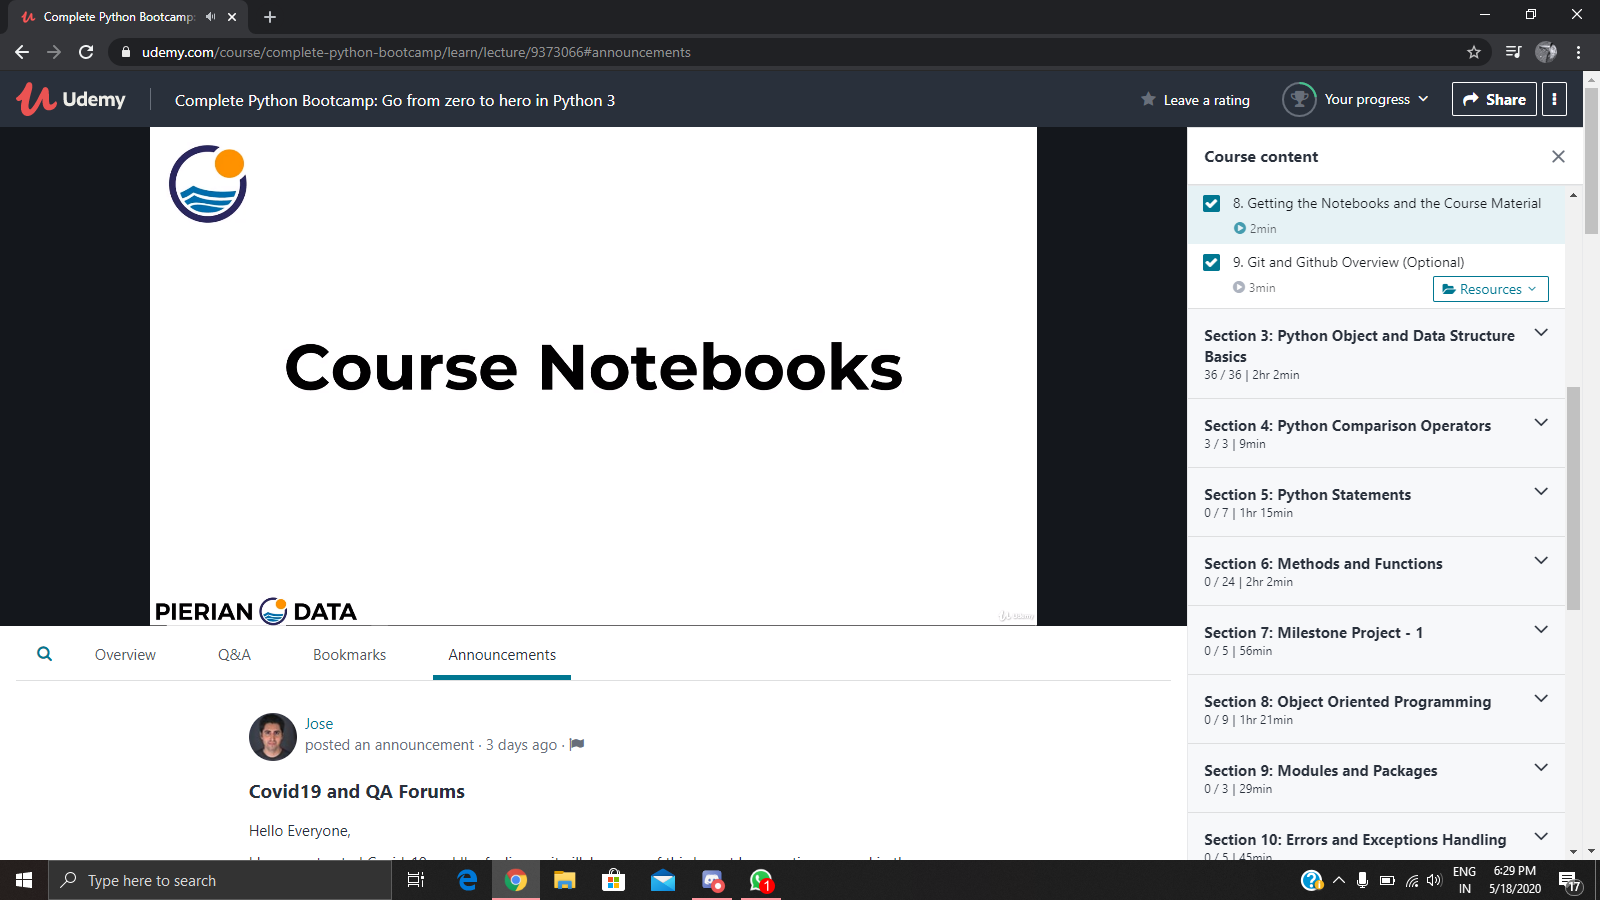 Complete Python Bootcamp:
udemy.com/course/complete-python-bootcamp/learn/lecture/9373066#announcements
Udemy
Complete Python Bootcamp: Go from zero to hero in Python 3
Leave a rating
Your progress
Share
Course Notebooks
PIERIAN DATA
Udemy
Course content
8. Getting the Notebooks and the Course Material
2min
9. Git and Github Overview (Optional)
3min
Resources
Section 3: Python Object and Data Structure
Basics
36 / 36 | 2hr 2min
Section 4: Python Comparison Operators
3 / 3 | 9min
Section 5: Python Statements
0 / 7 | 1hr 15min
Section 6: Methods and Functions
0 / 24 | 2hr 2min
Section 7: Milestone Project - 1
0 / 5 | 56min
Section 8: Object Oriented Programming
0 / 9 | 1hr 21min
Section 9: Modules and Packages
0 / 3 | 29min
Section 10: Errors and Exceptions Handling
0 / 5 | 45min
Overview
Q&A
Bookmarks
Announcements
Jose
posted an announcement · 3 days ago ·
Covid19 and QA Forums
Hello Everyone,
Type here to search
1
ENG
IN
6:29 PM
5/18/2020
17